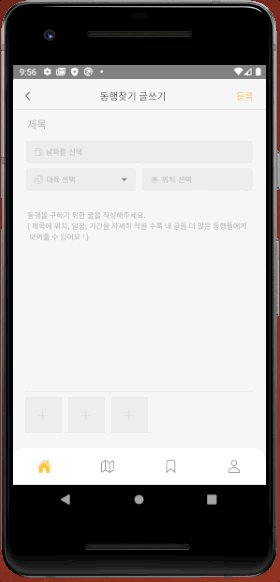 9:56
동행찾기 글쓰기
등록
제목
날짜를 선택
대륙 선택
위치 선택
동행을 구하기 위한 글을 작성해주세요.
( 계획에 위치, 일정, 기간을 자세히 적을 수록 내 글을 더 많은 동행들에게
보여줄 수 있어요 ! )